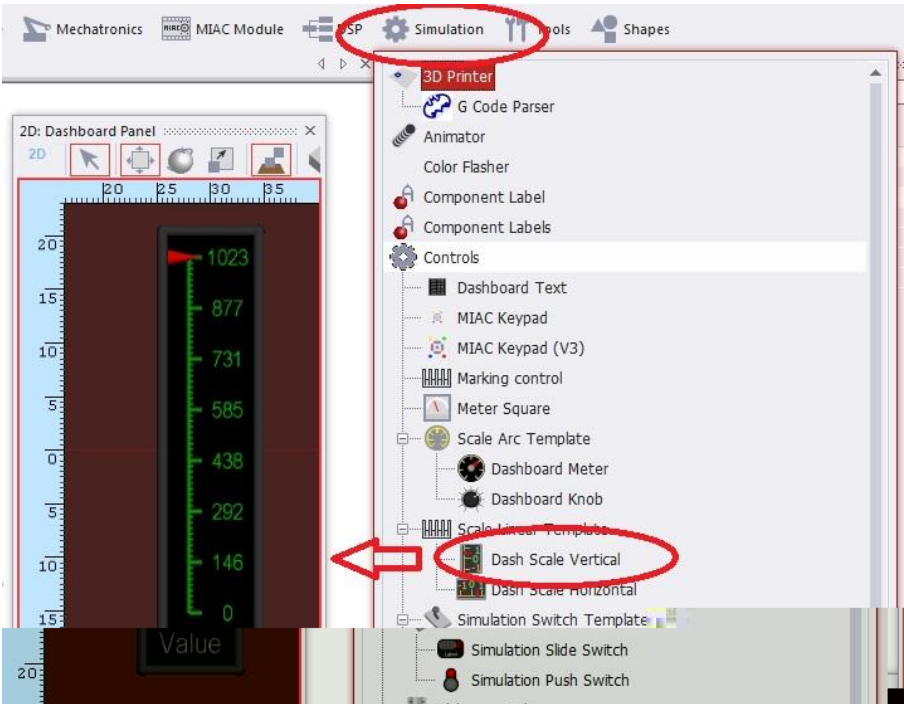 Mechatronics MIAC Module DSP Simulation Tools Shapes
3D Printer
G Code Parser
Animator
Color Flasher
Component Label
Component Labels
Controls
Dashboard Text
MIAC Keypad
MIAC Keypad (V3)
Marking control
Meter Square
Scale Arc Template
Dashboard Meter
Dashboard Knob
Scale Linear Template
Dash Scale Vertical
Dash Scale Horizontal
Simulation Switch Template
Simulation Slide Switch
Simulation Push Switch
2D: Dashboard Panel
2D
20 25 30 35
20
15
10
5
0
5
10
15
20
1023
877
731
585
438
292
146
0
Value